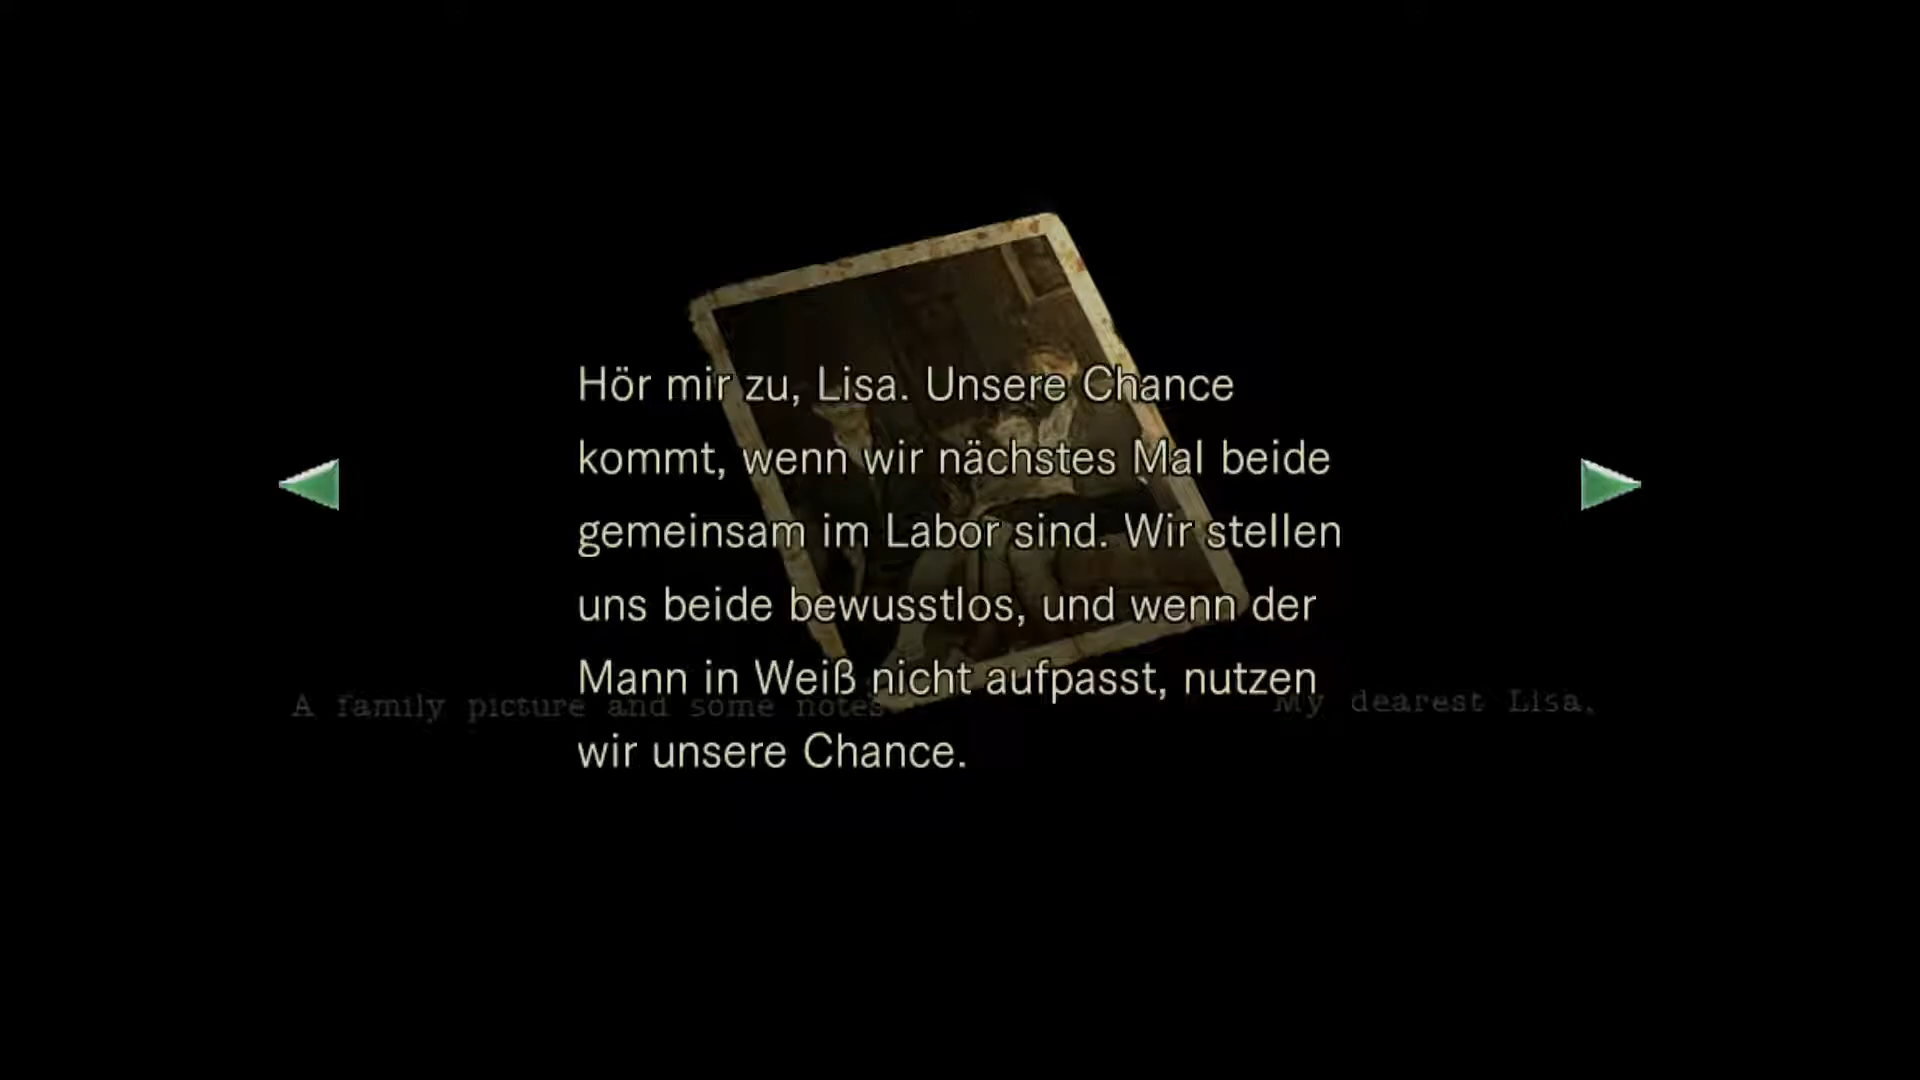 Hör mir zu, Lisa. Unsere Chance
kommt, wenn wir nächstes Mal beide
gemeinsam im Labor sind. Wir stellen
uns beide bewusstlos, und wenn der
Mann in Weiß nicht aufpasst, nutzen
wir unsere Chance.
A family picture and some notes
My dearest Lisa,